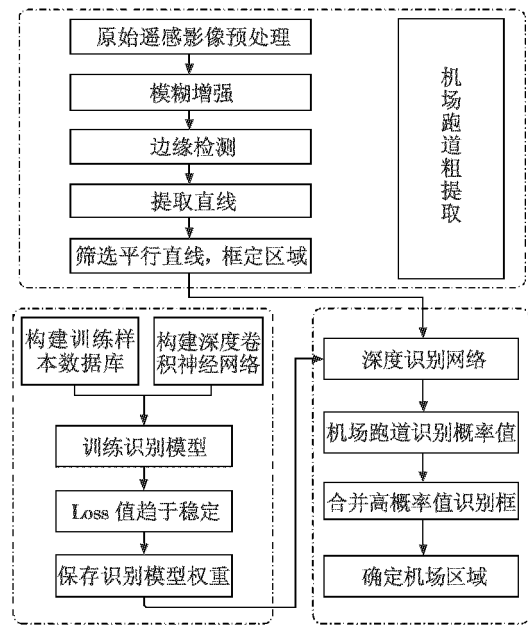 原始遥感影像预处理
模糊增强
边缘检测
提取直线
筛选平行直线，框定区域
机场跑道粗提取
构建训练样
本数据库
构建深度卷
积神经网络
训练识别模型
Loss 值趋于稳定
保存识别模型权重
深度识别网络
机场跑道识别概率值
合并高概率值识别框
确定机场区域